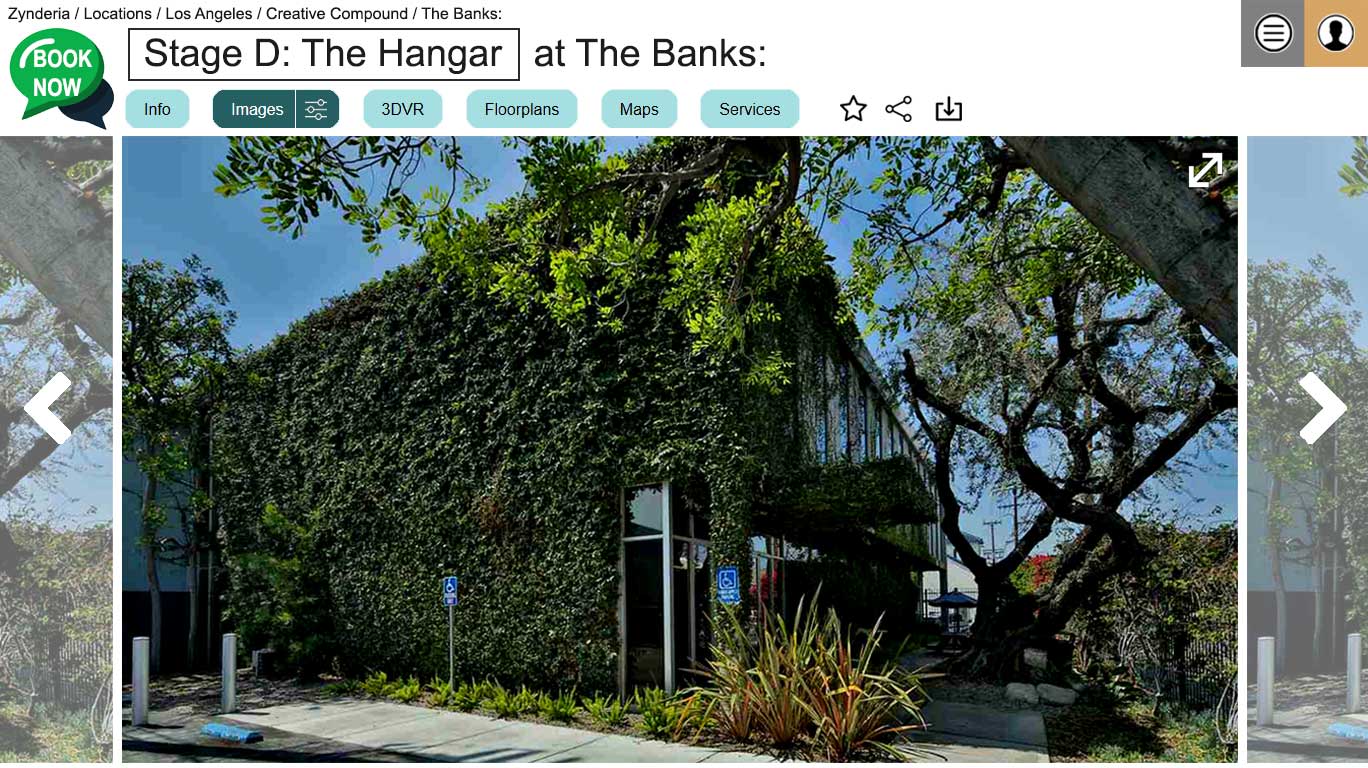 Zynderia / Locations / Los Angeles / Creative Compound / The Banks:
BOOK
NOW
Stage D: The Hangar at The Banks:
Info
Images
3DVR
Floorplans
Maps
Services